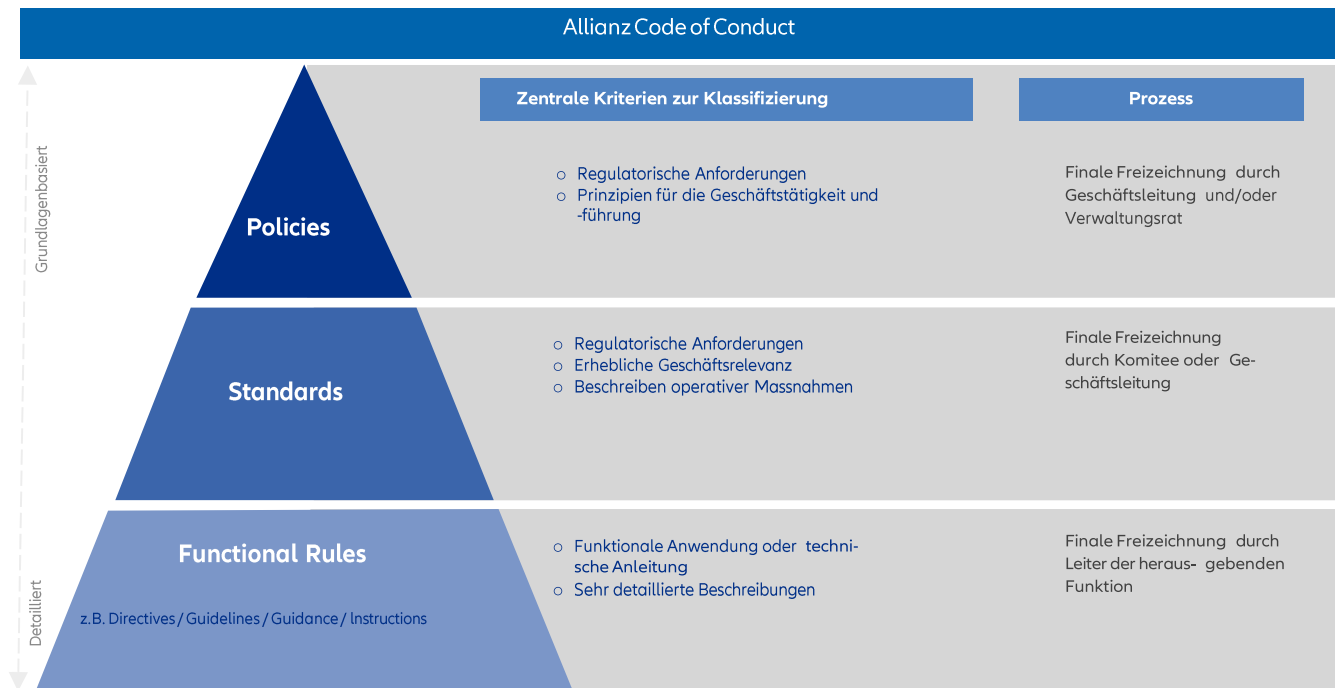 Allianz Code of Conduct
Zentrale Kriterien zur Klassifizierung
Prozess
Grundlagenbasiert
Policies
○ Regulatorische Anforderungen
○ Prinzipien für die Geschäftstätigkeit und
-führung
Finale Freizeichnung durch
Geschäftsleitung und/oder
Verwaltungsrat
Standards
○ Regulatorische Anforderungen
○ Erhebliche Geschäftsrelevanz
○ Beschreiben operativer Massnahmen
Finale Freizeichnung
durch Komitee oder Ge-
schäftsleitung
Detailliert
Functional Rules
z.B. Directives / Guidelines / Guidance / Instructions
○ Funktionale Anwendung oder techni-
sche Anleitung
○ Sehr detaillierte Beschreibungen
Finale Freizeichnung durch
Leiter der heraus- gebenden
Funktion